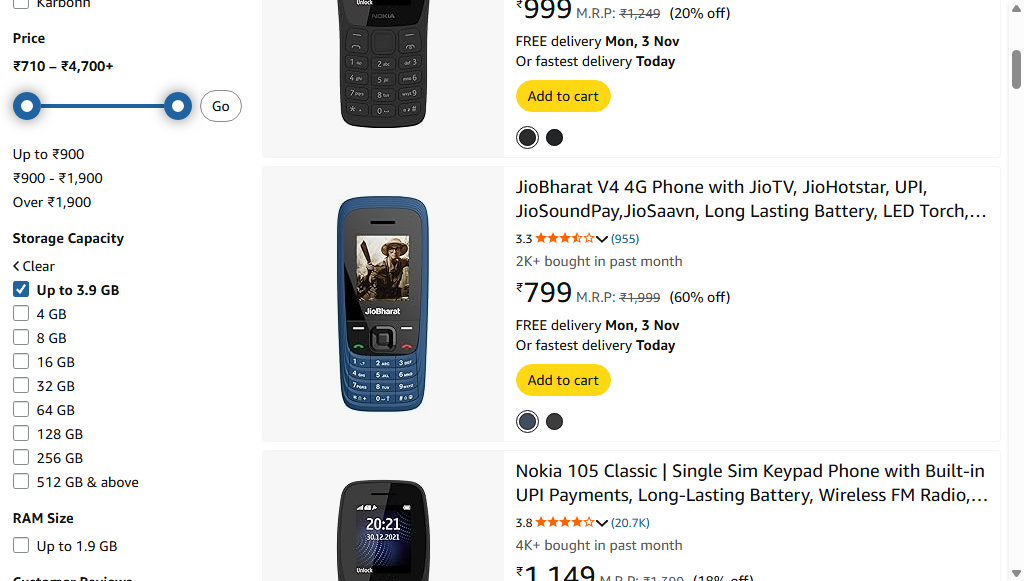 Karbonn
Price
₹710 – ₹4,700+
Go
Up to ₹900
₹900 - ₹1,900
Over ₹1,900
Storage Capacity
Clear
Up to 3.9 GB
4 GB
8 GB
16 GB
32 GB
64 GB
128 GB
256 GB
512 GB & above
RAM Size
Up to 1.9 GB
Customer Reviews
Unlock
NOKIA
₹999 M.R.P: ₹1,249 (20% off)
FREE delivery Mon, 3 Nov
Or fastest delivery Today
Add to cart
JioBharat
JioBharat V4 4G Phone with JioTV, JioHotstar, UPI,
JioSoundPay,JioSaavn, Long Lasting Battery, LED Torch,…
3.3 (955)
2K+ bought in past month
₹799 M.R.P: ₹1,999 (60% off)
FREE delivery Mon, 3 Nov
Or fastest delivery Today
Add to cart
20:21
30.12.2021
Unlock
Nokia 105 Classic | Single Sim Keypad Phone with Built-in
UPI Payments, Long-Lasting Battery, Wireless FM Radio,…
3.8 (20.7K)
4K+ bought in past month
₹1,149 M.R.P: ₹1,399 (18% off)